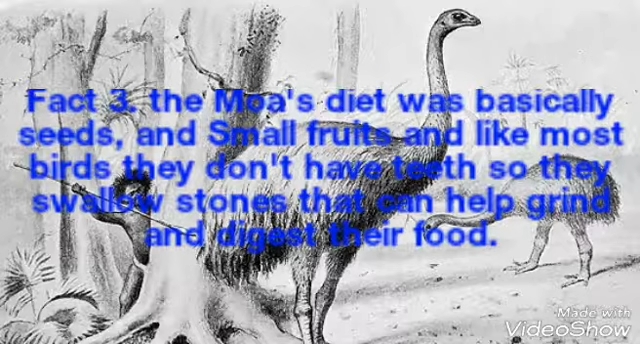 Fact 3. the Moa's diet was basically
seeds, and Small fruits and like most
birds they don't have teeth so they
swallow stones that can help grind
and digest their food.
Made with
VideoShow